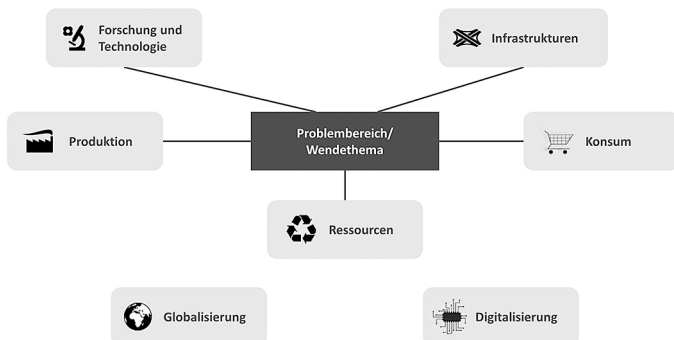 Forschung und
Technologie
Infrastrukturen
Produktion
Problembereich/
Wendethema
Konsum
Ressourcen
Globalisierung
Digitalisierung